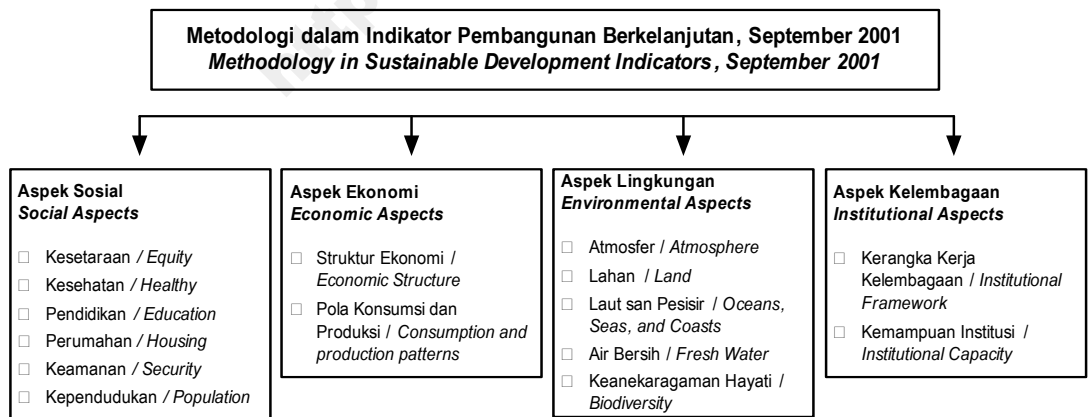 Metodologi dalam Indikator Pembangunan Berkelanjutan, September 2001
Methodology in Sustainable Development Indicators, September 2001
Aspek Sosial
Social Aspects
Kesetaraan / Equity
Kesehatan / Healthy
Pendidikan / Education
Perumahan / Housing
Keamanan / Security
Kependudukan / Population
Aspek Ekonomi
Economic Aspects
Struktur Ekonomi /
Economic Structure
Pola Konsumsi dan
Produksi / Consumption and
production patterns
Aspek Lingkungan
Environmental Aspects
Atmosfer / Atmosphere
Lahan / Land
Laut san Pesisir / Oceans,
Seas, and Coasts
Air Bersih / Fresh Water
Keanekaragaman Hayati /
Biodiversity
Aspek Kelembagaan
Institutional Aspects
Kerangka Kerja
Kelembagaan / Institutional
Framework
Kemampuan Institusi /
Institutional Capacity